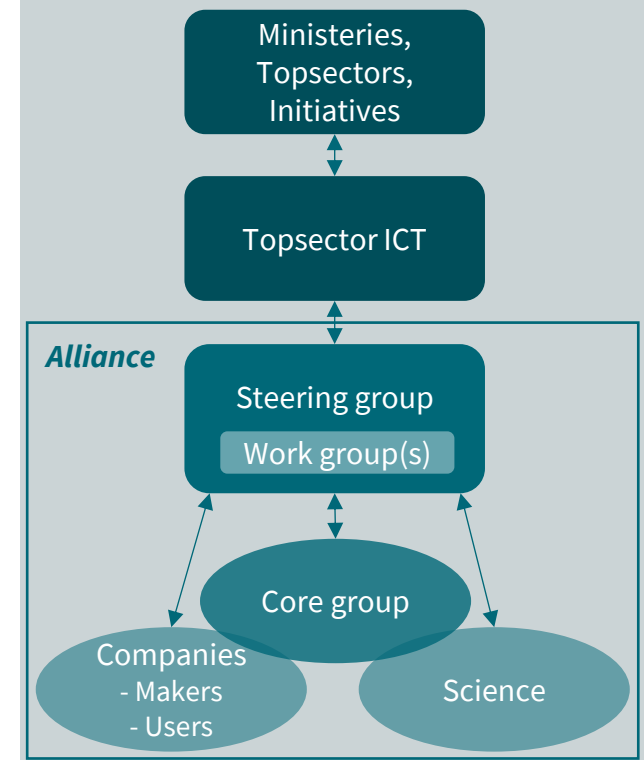 Ministeries,
Topsectors,
Initiatives
Topsector ICT
Alliance
Steering group
Work group(s)
Core group
Companies
- Makers
- Users
Science